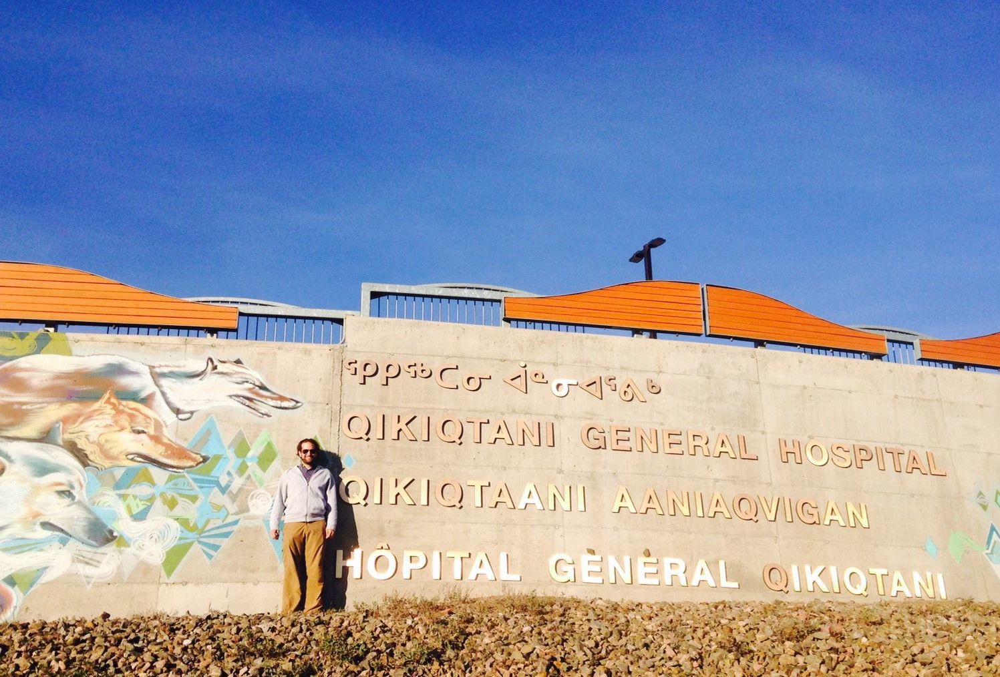 ᕿᑭᖅᑕᓂ ᐋᓐᓂᐊᕐᕕᒃ
QIKIQTANI GENERAL HOSPITAL
QIKIQTAANI AANIAQVIGAN
HÔPITAL GÈNÈRAL QIKIQTANI